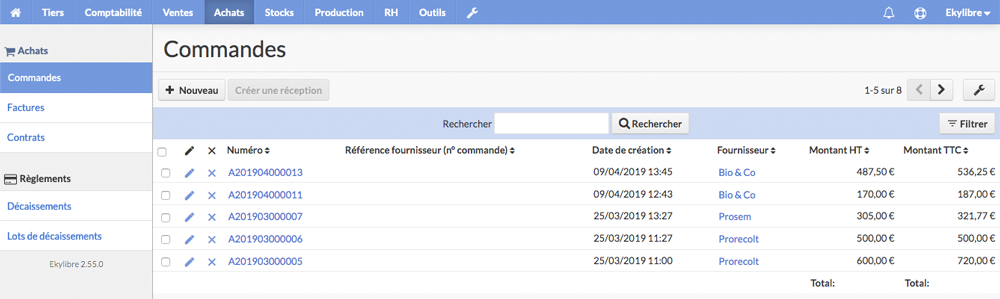 Tiers Comptabilité Ventes Achats Stocks Production RH Outils Ekylibre
Achats
Commandes
Factures
Contrats
Règlements
Décaissements
Lots de décaissements
Ekylibre 2.55.0
Commandes
Nouveau Créer une réception 1-5 sur 8
Rechercher Rechercher Filtrer
Numéro Référence fournisseur (n° commande) Date de création Fournisseur Montant HT Montant TTC
A201904000013 09/04/2019 13:45 Bio & Co 487,50 € 536,25 €
A201904000011 09/04/2019 12:43 Bio & Co 170,00 € 187,00 €
A201903000007 25/03/2019 13:27 Prosem 305,00 € 321,77 €
A201903000006 25/03/2019 11:27 Prorecolt 500,00 € 500,00 €
A201903000005 25/03/2019 11:00 Prorecolt 600,00 € 720,00 €
Total: Total: